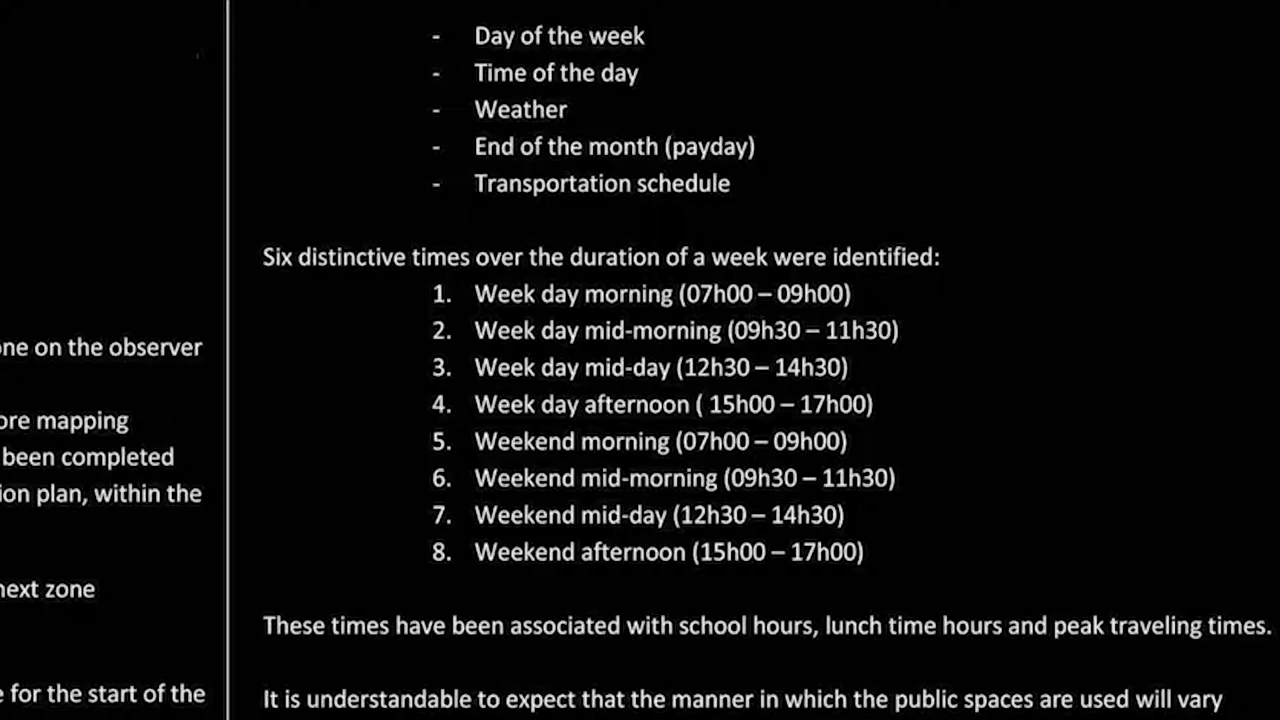 one on the observer
ore mapping
been completed
ion plan, within the
next zone
e for the start of the
- Day of the week
- Time of the day
- Weather
- End of the month (payday)
- Transportation schedule
Six distinctive times over the duration of a week were identified:
1. Week day morning (07h00 – 09h00)
2. Week day mid-morning (09h30 – 11h30)
3. Week day mid-day (12h30 – 14h30)
4. Week day afternoon ( 15h00 – 17h00)
5. Weekend morning (07h00 – 09h00)
6. Weekend mid-morning (09h30 – 11h30)
7. Weekend mid-day (12h30 – 14h30)
8. Weekend afternoon (15h00 – 17h00)
These times have been associated with school hours, lunch time hours and peak traveling times.
It is understandable to expect that the manner in which the public spaces are used will vary